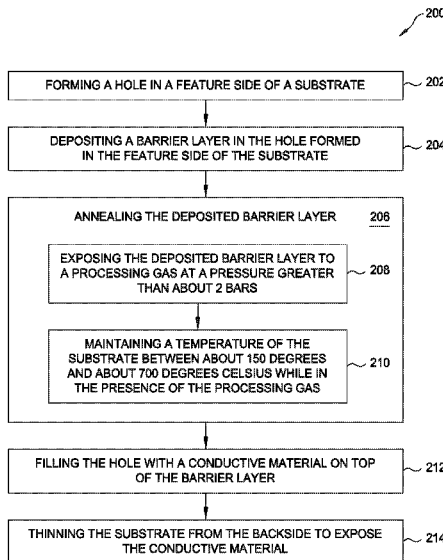 200
FORMING A HOLE IN A FEATURE SIDE OF A SUBSTRATE
202
DEPOSITING A BARRIER LAYER IN THE HOLE FORMED
IN THE FEATURE SIDE OF THE SUBSTRATE
204
ANNEALING THE DEPOSITED BARRIER LAYER
206
EXPOSING THE DEPOSITED BARRIER LAYER TO
A PROCESSING GAS AT A PRESSURE GREATER
THAN ABOUT 2 BARS
208
MAINTAINING A TEMPERATURE OF THE
SUBSTRATE BETWEEN ABOUT 150 DEGREES
AND ABOUT 700 DEGREES CELSIUS WHILE IN
THE PRESENCE OF THE PROCESSING GAS
210
FILLING THE HOLE WITH A CONDUCTIVE MATERIAL ON TOP
OF THE BARRIER LAYER
212
THINNING THE SUBSTRATE FROM THE BACKSIDE TO EXPOSE
THE CONDUCTIVE MATERIAL
214